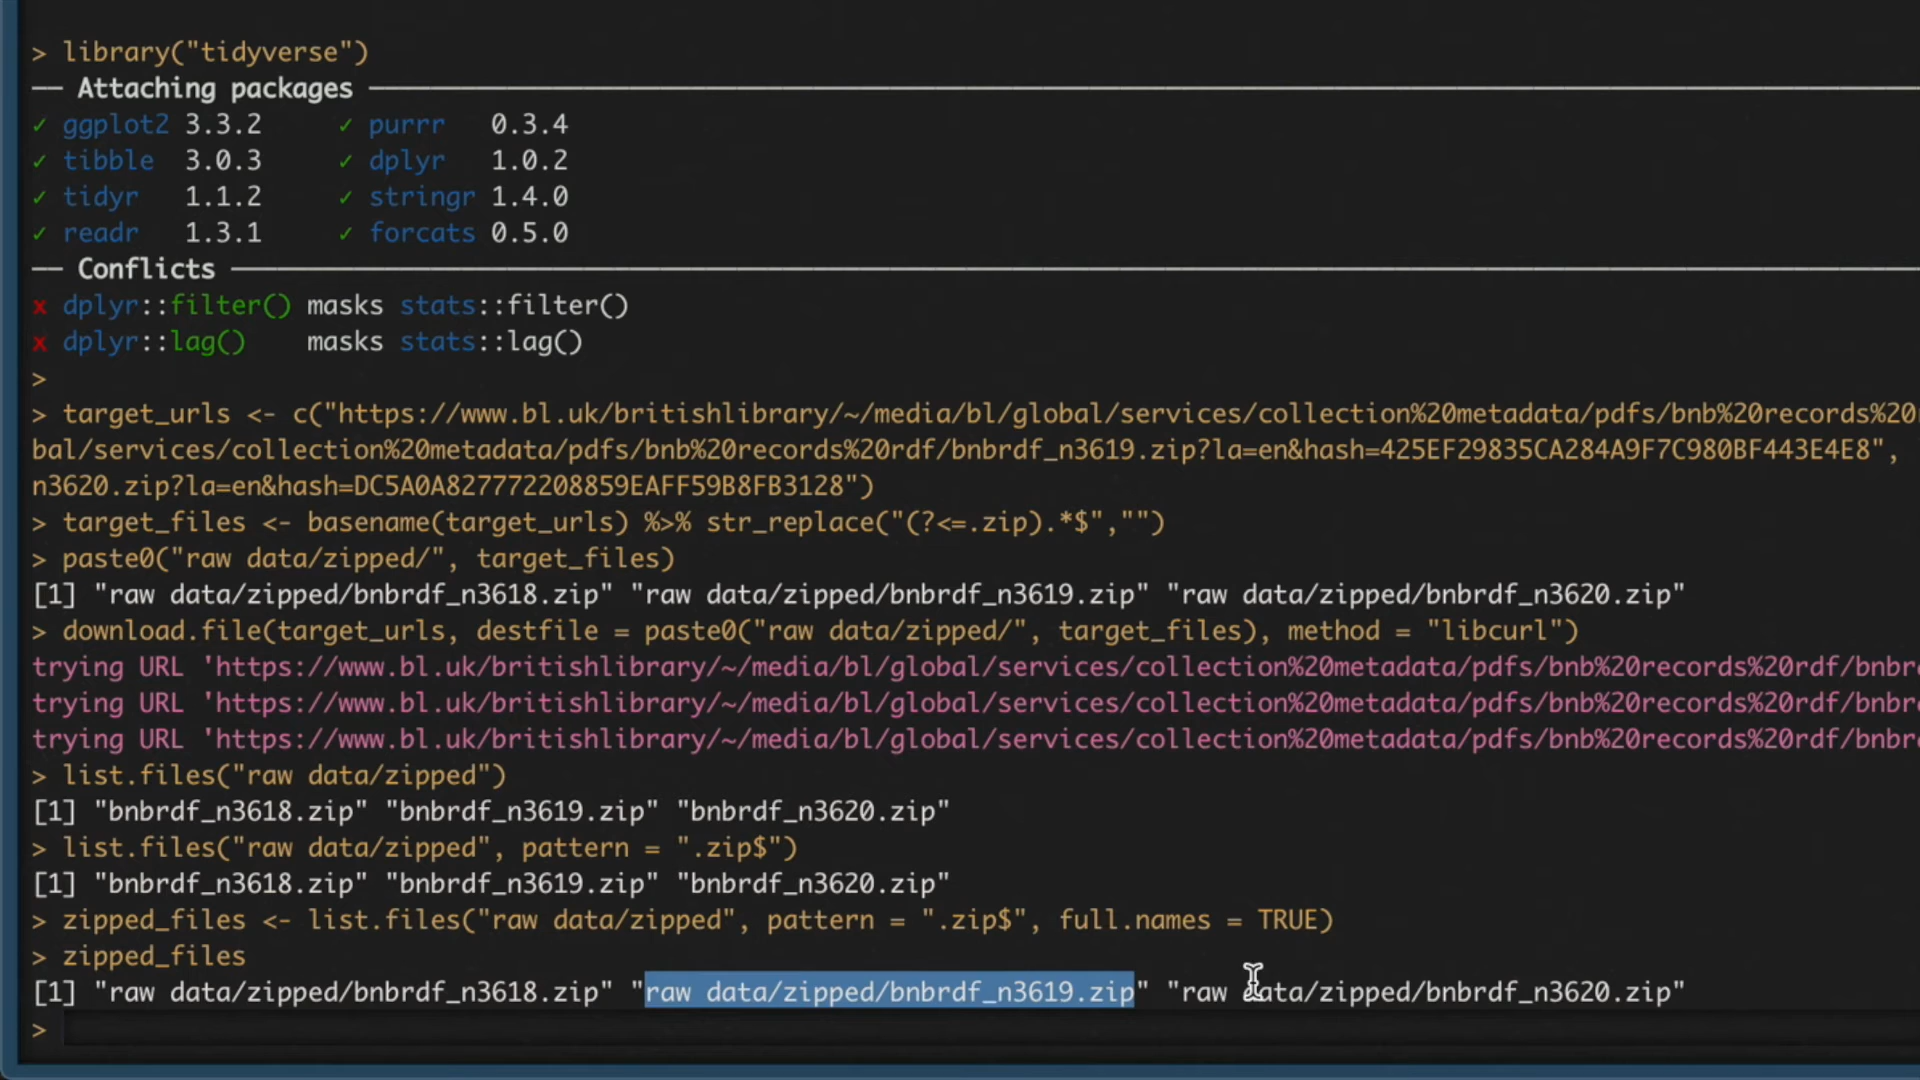 > library("tidyverse")
── Attaching packages ──────────
✓ ggplot2 3.3.2     ✓ purrr   0.3.4
✓ tibble  3.0.3     ✓ dplyr   1.0.2
✓ tidyr   1.1.2     ✓ stringr 1.4.0
✓ readr   1.3.1     ✓ forcats 0.5.0
── Conflicts ──────────
x dplyr::filter() masks stats::filter()
x dplyr::lag()    masks stats::lag()
>
> target_urls <- c("https://www.bl.uk/britishlibrary/~/media/bl/global/services/collection%20metadata/pdfs/bnb%20records%20
bal/services/collection%20metadata/pdfs/bnb%20records%20rdf/bnbrdf_n3619.zip?la=en&hash=425EF29835CA284A9F7C980BF443E4E8",
n3620.zip?la=en&hash=DC5A0A827772208859EAFF59B8FB3128")
> target_files <- basename(target_urls) %>% str_replace("(?<=.zip).*$","")
> paste0("raw data/zipped/", target_files)
[1] "raw data/zipped/bnbrdf_n3618.zip" "raw data/zipped/bnbrdf_n3619.zip" "raw data/zipped/bnbrdf_n3620.zip"
> download.file(target_urls, destfile = paste0("raw data/zipped/", target_files), method = "libcurl")
trying URL 'https://www.bl.uk/britishlibrary/~/media/bl/global/services/collection%20metadata/pdfs/bnb%20records%20rdf/bnbr
trying URL 'https://www.bl.uk/britishlibrary/~/media/bl/global/services/collection%20metadata/pdfs/bnb%20records%20rdf/bnbr
trying URL 'https://www.bl.uk/britishlibrary/~/media/bl/global/services/collection%20metadata/pdfs/bnb%20records%20rdf/bnbr
> list.files("raw data/zipped")
[1] "bnbrdf_n3618.zip" "bnbrdf_n3619.zip" "bnbrdf_n3620.zip"
> list.files("raw data/zipped", pattern = ".zip$")
[1] "bnbrdf_n3618.zip" "bnbrdf_n3619.zip" "bnbrdf_n3620.zip"
> zipped_files <- list.files("raw data/zipped", pattern = ".zip$", full.names = TRUE)
> zipped_files
[1] "raw data/zipped/bnbrdf_n3618.zip" "raw data/zipped/bnbrdf_n3619.zip" "raw data/zipped/bnbrdf_n3620.zip"
>